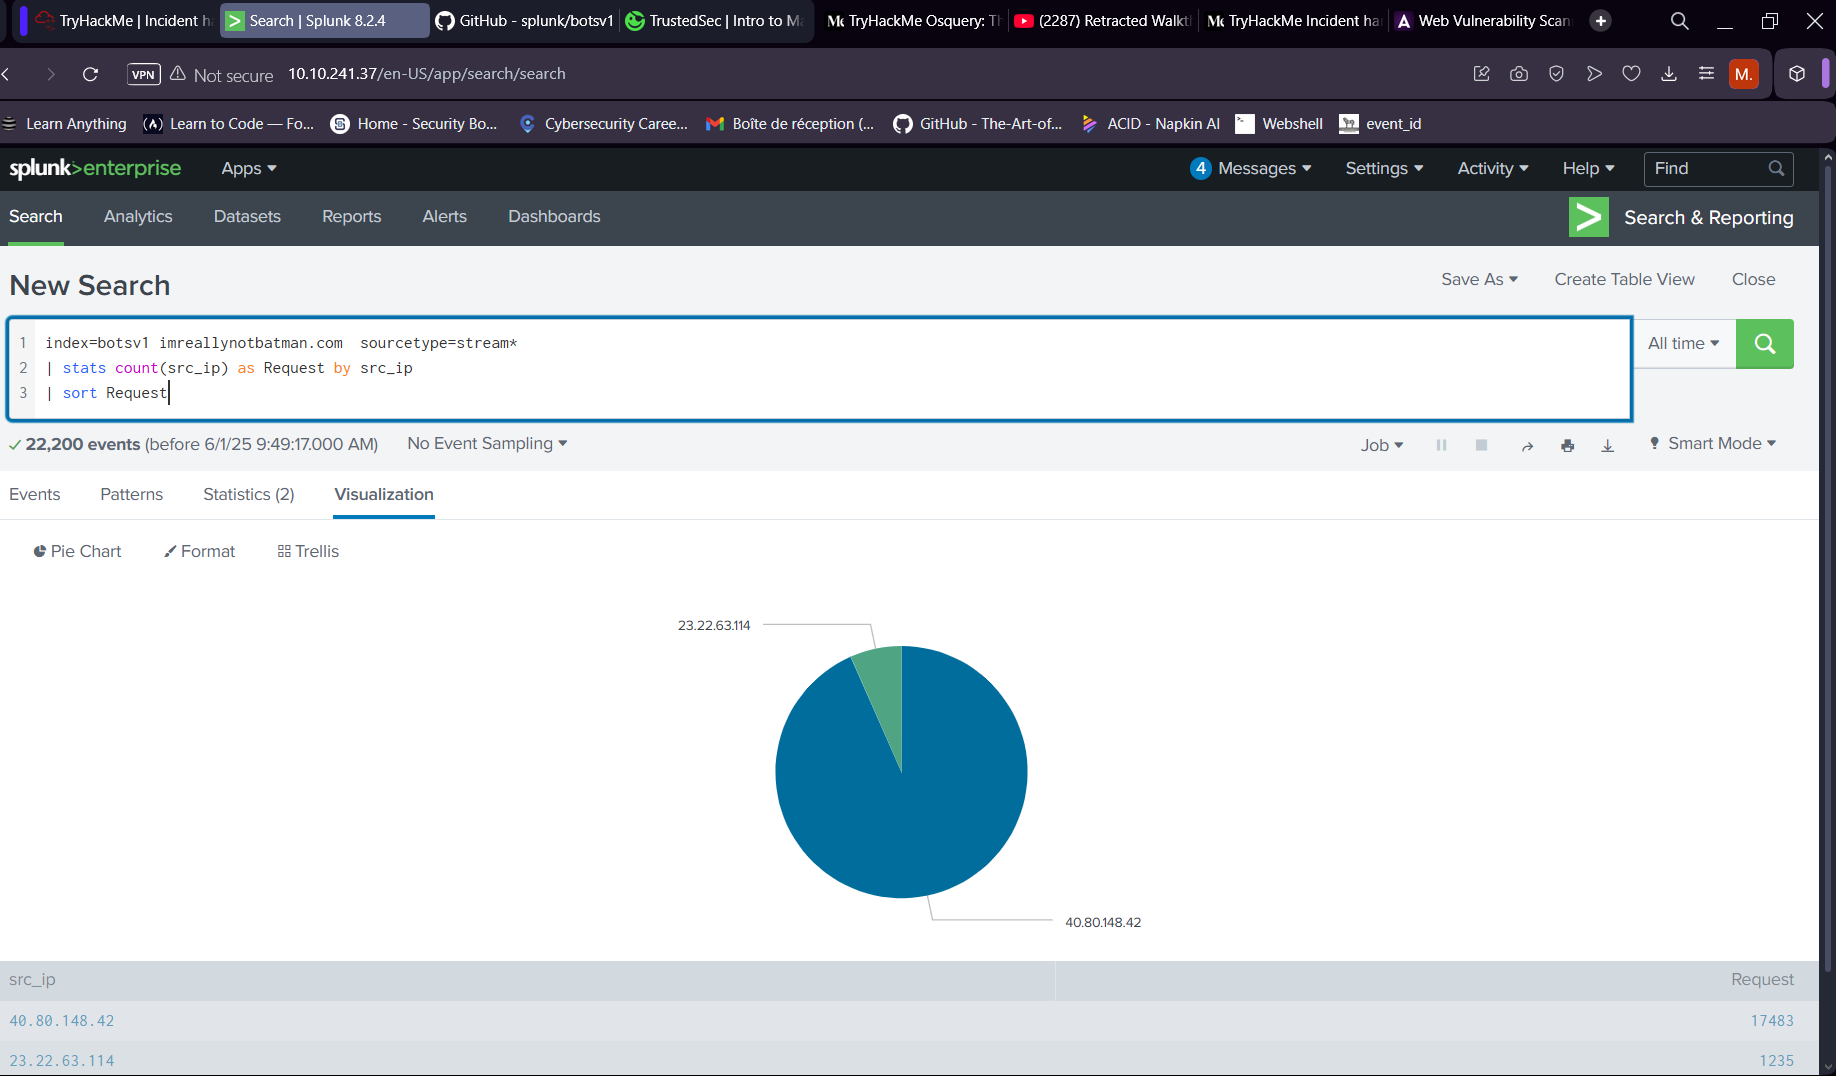 TryHackMe | Incident ha
Search | Splunk 8.2.4
GitHub - splunk/botsv1
TrustedSec | Intro to Ma
TryHackMe Osquery: Th
(2287) Retracted Walkt
TryHackMe Incident han
Web Vulnerability Scan
VPN
Not secure
10.10.241.37/en-US/app/search/search
M.
Learn Anything
Learn to Code — Fo...
Home - Security Bo...
Cybersecurity Caree...
Boîte de réception (...
GitHub - The-Art-of...
ACID - Napkin AI
Webshell
event_id
splunk>enterprise
Apps
4
Messages
Settings
Activity
Help
Find
Search
Analytics
Datasets
Reports
Alerts
Dashboards
Search & Reporting
New Search
Save As
Create Table View
Close
1 index=botsv1 imreallynotbatman.com  sourcetype=stream*
2 | stats count(src_ip) as Request by src_ip
3 | sort Request
All time
22,200 events (before 6/1/25 9:49:17.000 AM)
No Event Sampling
Job
Smart Mode
Events
Patterns
Statistics (2)
Visualization
Pie Chart
Format
Trellis
23.22.63.114
40.80.148.42
src_ip Request
40.80.148.42 17483
23.22.63.114 1235